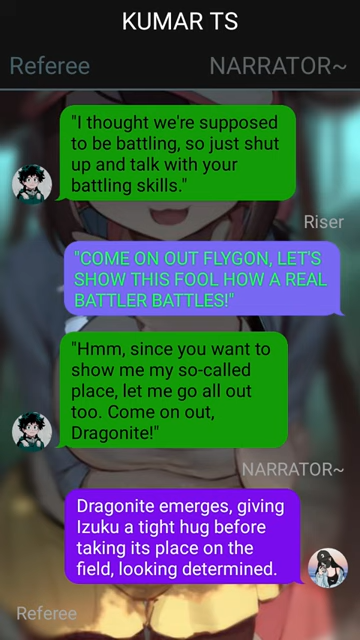 KUMAR TS
Referee
NARRATOR~
"I thought we're supposed
to be battling, so just shut
up and talk with your
battling skills."
Riser
"COME ON OUT FLYGON, LET'S
SHOW THIS FOOL HOW A REAL
BATTLER BATTLES!"
"Hmm, since you want to
show me my so-called
place, let me go all out
too. Come on out,
Dragonite!"
NARRATOR~
Dragonite emerges, giving
Izuku a tight hug before
taking its place on the
field, looking determined.
Referee